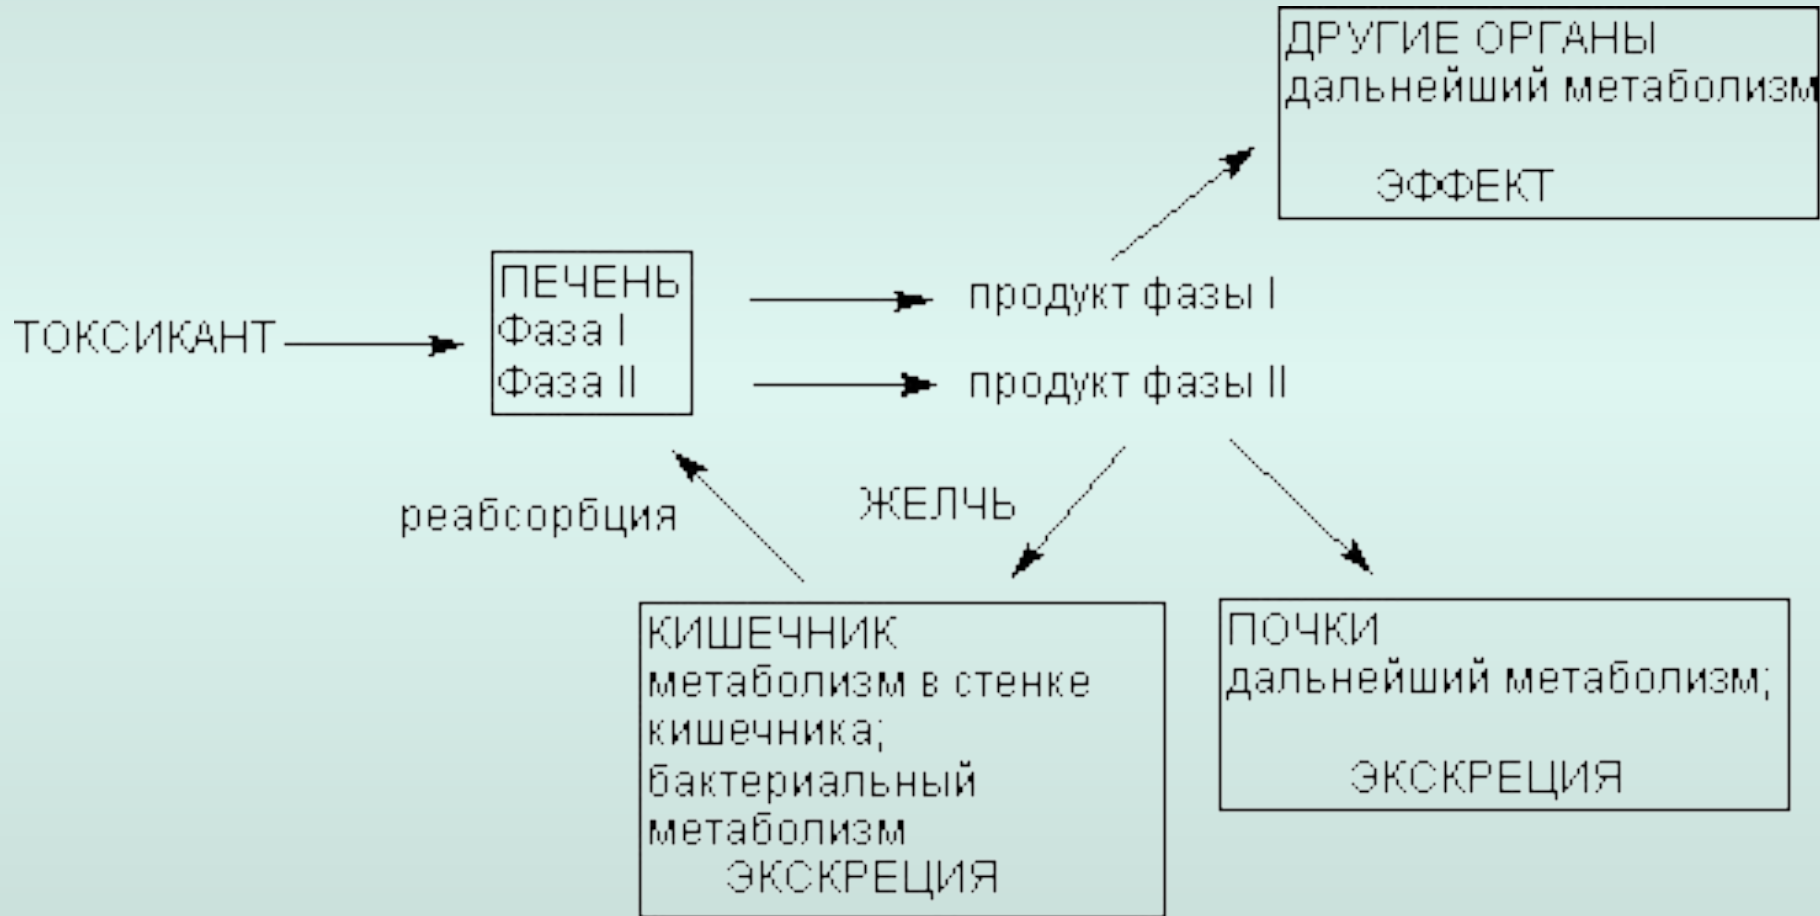 ДРУГИЕ ОРГАНЫ
дальнейший метаболизм
ЭФФЕКТ
ТОКСИКАНТ
ПЕЧЕНЬ
Фаза I
Фаза II
продукт фазы I
продукт фазы II
реабсорбция
ЖЕЛЧЬ
КИШЕЧНИК
метаболизм в стенке
кишечника;
бактериальный
метаболизм
ЭКСКРЕЦИЯ
ПОЧКИ
дальнейший метаболизм;
ЭКСКРЕЦИЯ